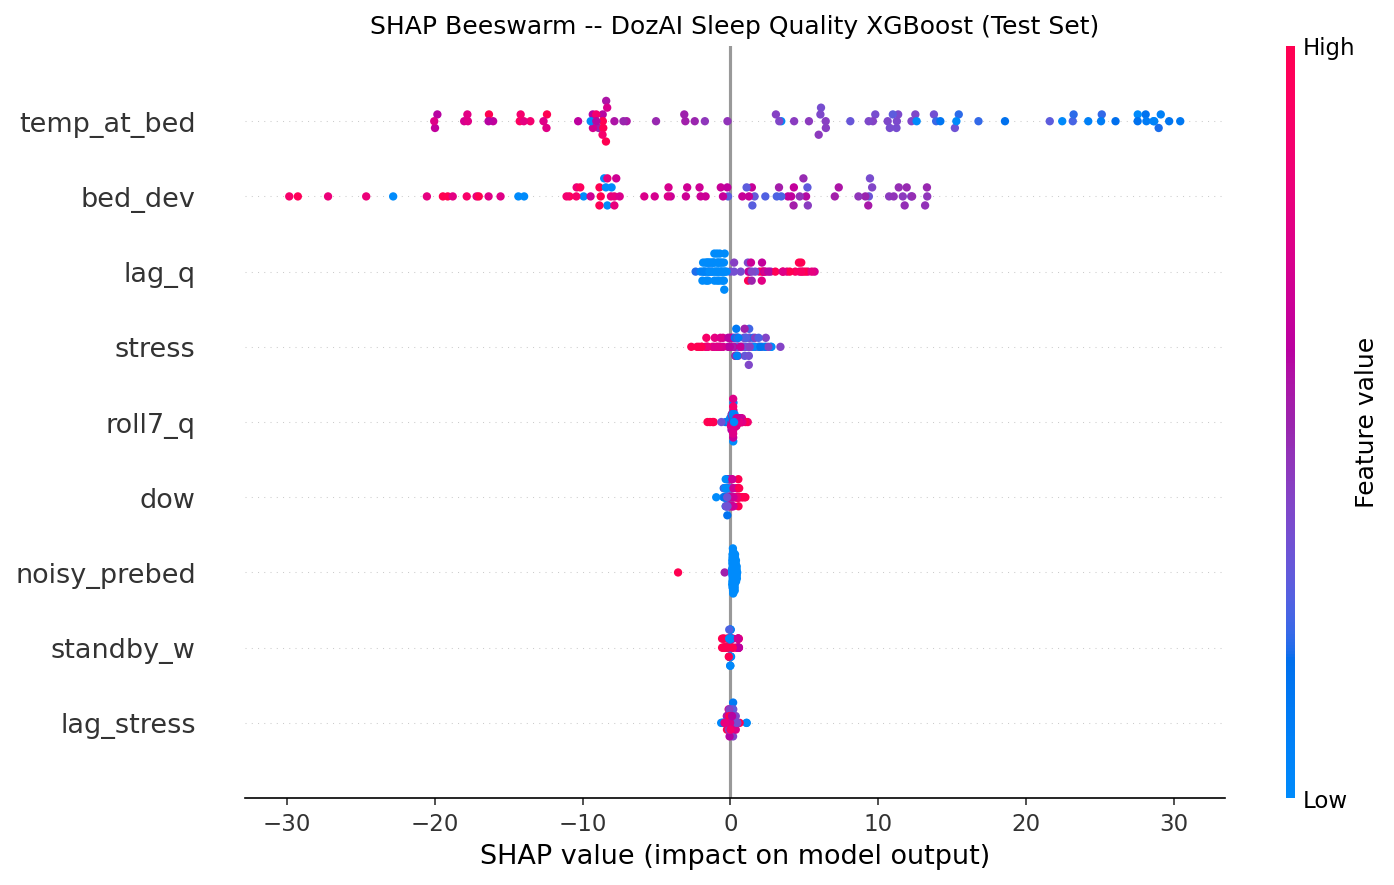 SHAP Beeswarm -- DozAI Sleep Quality XGBoost (Test Set)
High
temp_at_bed
bed_dev
lag_q
stress
roll7_q
dow
noisy_prebed
standby_w
lag_stress
Feature value
Low
−30 −20 −10 0 10 20 30
SHAP value (impact on model output)